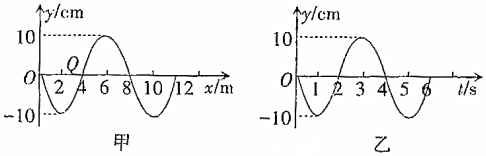 y/cm
10
Q
O
2 4 6 8 10 12 x/m
-10
甲
y/cm
10
O
1 2 3 4 5 6 t/s
-10
乙